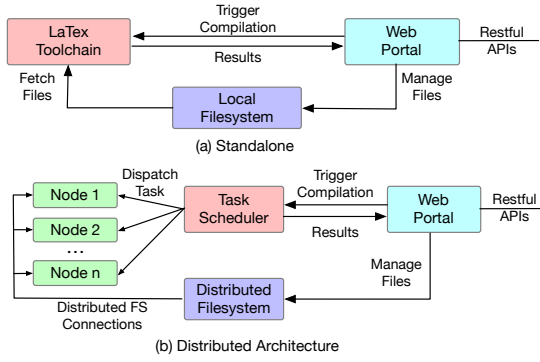 LaTex
Toolchain
Trigger
Compilation
Results
Web
Portal
Restful
APIs
Fetch
Files
Manage
Files
Local
Filesystem
(a) Standalone
Node 1
Node 2
...
Node n
Dispatch
Task
Task
Scheduler
Trigger
Compilation
Results
Web
Portal
Restful
APIs
Manage
Files
Distributed
Filesystem
Distributed FS
Connections
(b) Distributed Architecture